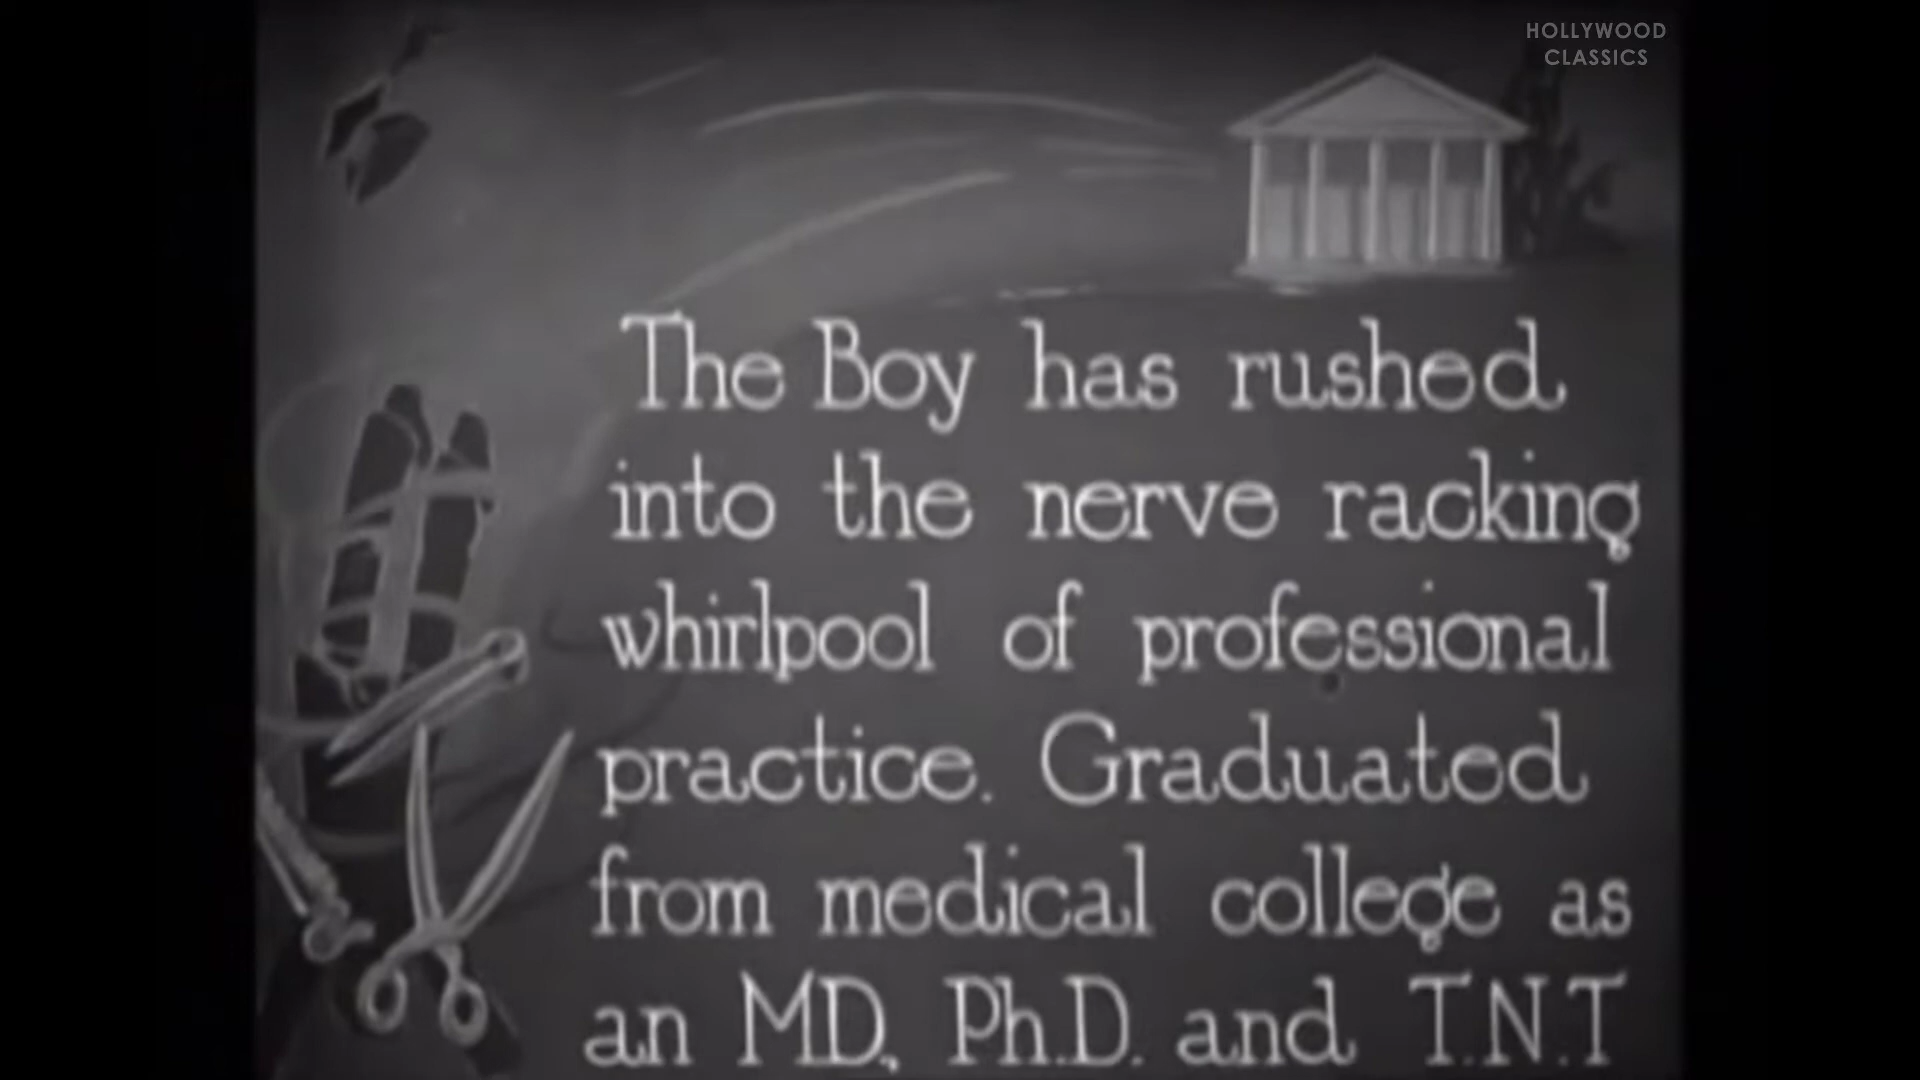 HOLLYWOOD
CLASSICS
The Boy has rushed
into the nerve racking
whirlpool of professional
practice. Graduated
from medical college as
an MD., Ph.D. and T.N.T